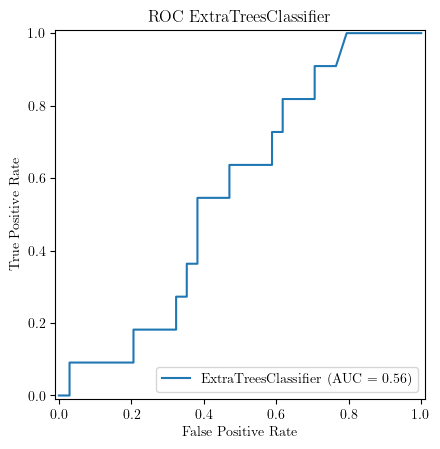 ROC ExtraTreesClassifier
1.0
0.8
0.6
0.4
0.2
0.0
True Positive Rate
ExtraTreesClassifier (AUC = 0.56)
0.0 0.2 0.4 0.6 0.8 1.0
False Positive Rate